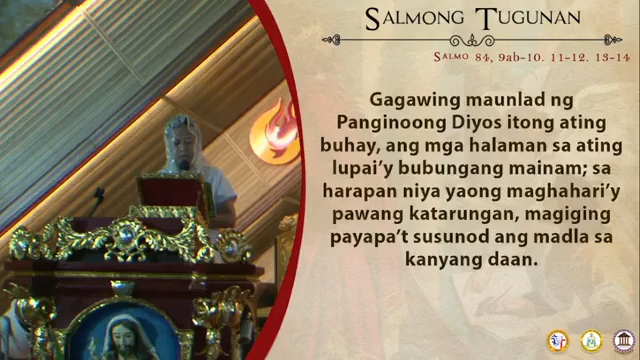 SALMONG TUGUNAN
SALMO 84, 9ab-10. 11-12. 13-14
Gagawing maunlad ng
Panginoong Diyos itong ating
buhay, ang mga halaman sa ating
lupai’y bubungang mainam; sa
harapan niya yaong maghahari’y
pawang katarungan, magiging
payapa’t susunod ang madla sa
kanyang daan.